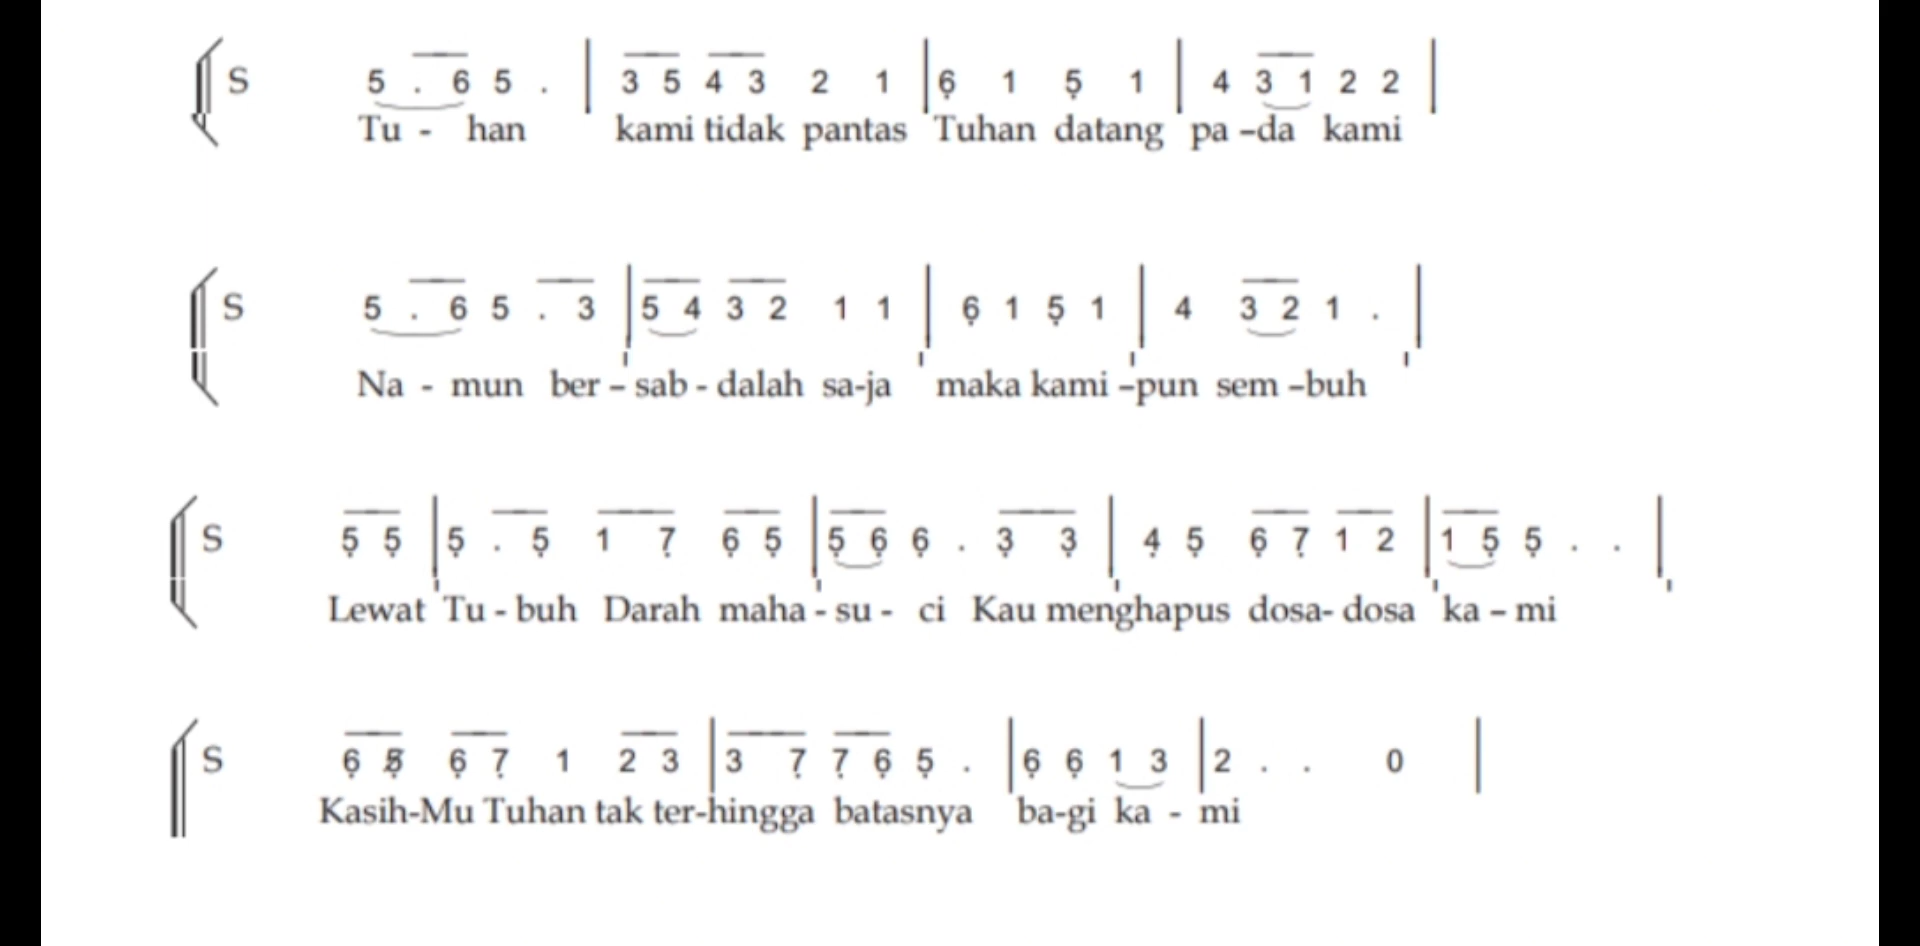 S 5 . 6 5 . | 3 5 4 3 2 1 | 6̣ 1 5̣ 1 | 4 3 1 2 2 |
Tu - han kami tidak pantas Tuhan datang pa –da kami
S 5 . 6 5 . 3 | 5 4 3 2 1 1 | 6̣ 1 5̣ 1 | 4 3 2 1 . |
Na - mun ber – sab - dalah sa-ja ' maka kami –pun sem –buh
S 5̣ 5̣ | 5̣ . 5̣ 1 7̣ 6̣ 5̣ | 5̣ 6̣ 6̣ . 3̣ 3̣ | 4̣ 5̣ 6̣ 7̣ 1 2 | 1 5̣ 5̣ . . |
Lewat Tu - buh Darah maha - su - ci Kau menghapus dosa- dosa ka – mi
S 6̣ 5̣ 6̣ 7̣ 1 2 3 | 3 7̣ 7̣ 6̣ 5̣ . | 6̣ 6̣ 1 3 | 2 . . 0 |
Kasih-Mu Tuhan tak ter-hingga batasnya ba-gi ka - mi